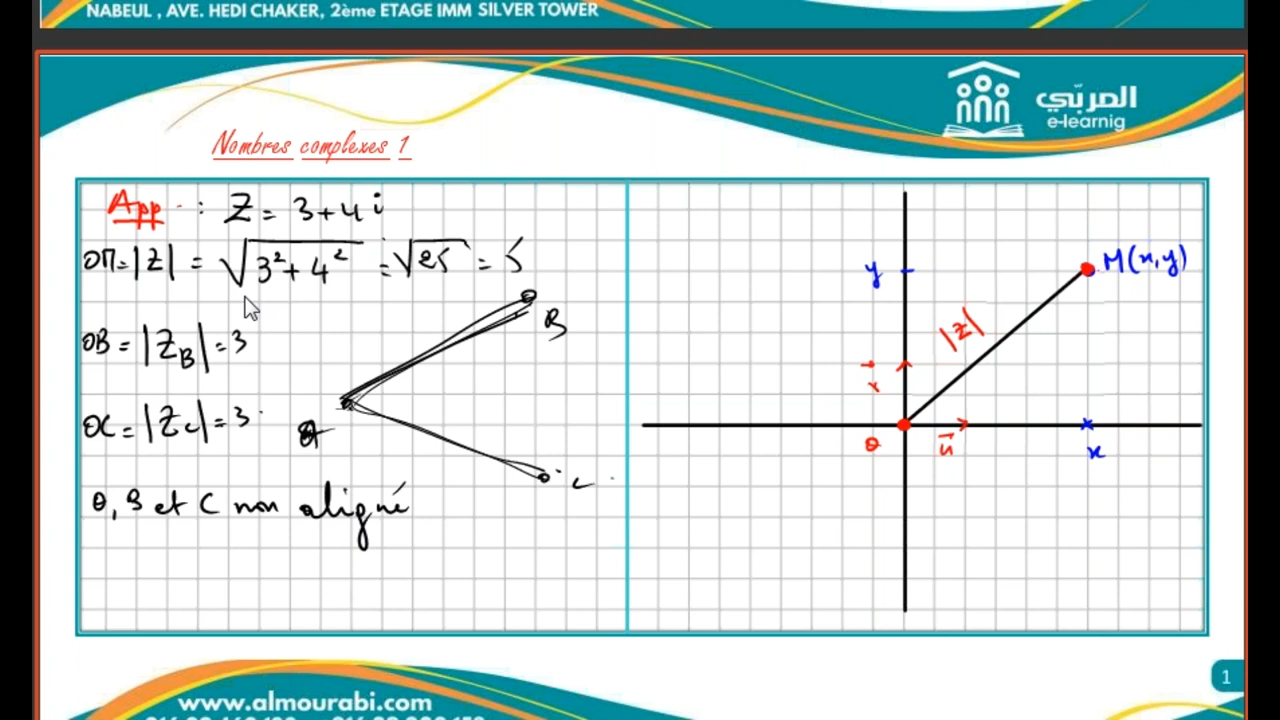 NABEUL , AVE. HEDI CHAKER, 2ème ETAGE IMM SILVER TOWER
المربّي
e-learnig
Nombres complexes 1
App : Z = 3+4i
OM=|Z| = √3²+4² = √25 = 5
OB = |Z_B| = 3
OC = |Z_C| = 3
O, B et C non aligné
B
C
y
M(x,y)
|Z|
v
O
u
x
1
www.almourabi.com